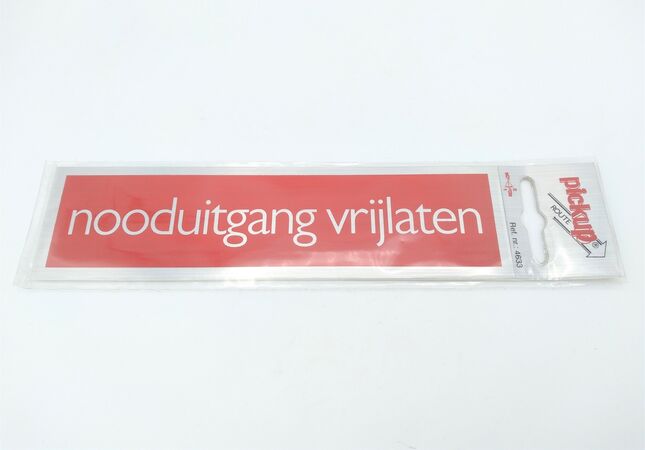 nooduitgang vrijlaten
Ref. nr.: 4633
pickup®
ROUTE